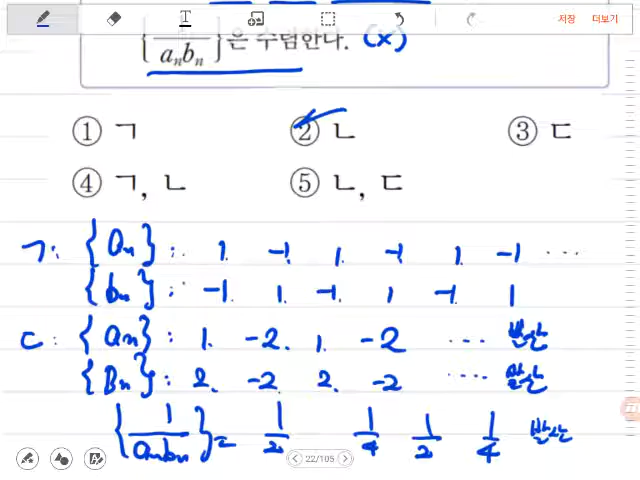 저장 더보기
{1/aₙbₙ}은 수렴한다. (X)
① ㄱ ② ㄴ ③ ㄷ
④ ㄱ, ㄴ ⑤ ㄴ, ㄷ
ㄱ: {aₙ}: 1. -1. 1. -1. 1. -1 ...
{bₙ}: -1. 1. -1. 1 -1. 1
ㄷ: {aₙ}: 1. -2. 1. -2 ... 발산
{Bₙ}: 2. -2. 2. -2 .... 발산
{1/aₙbₙ}= 1/2 1/4 1/2 1/4 발산
22/105